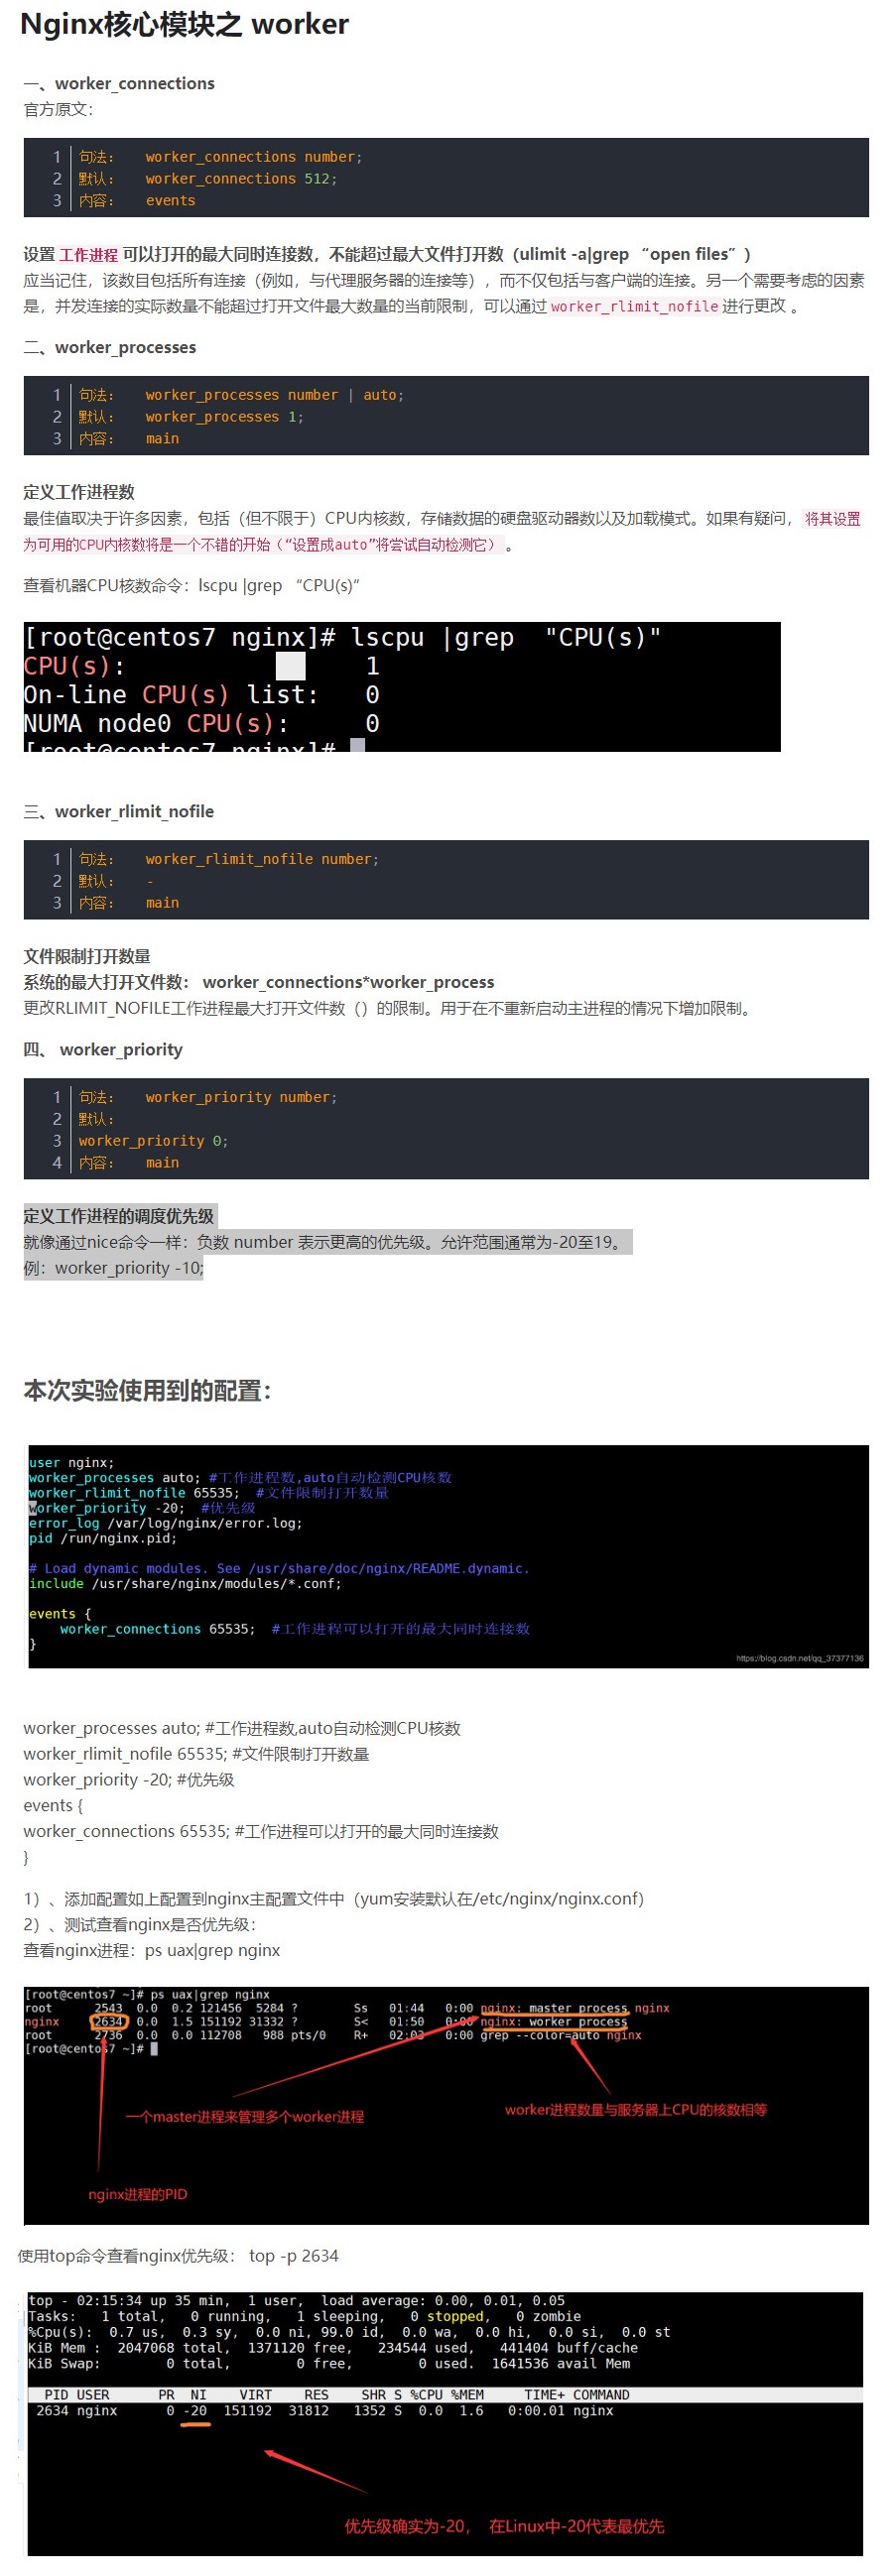 Nginx核心模块之 worker
一、worker_connections
官方原文：
1 句法： worker_connections number;
2 默认： worker_connections 512;
3 内容： events
设置 工作进程 可以打开的最大同时连接数，不能超过最大文件打开数（ulimit -a|grep “open files”）
应当记住，该数目包括所有连接（例如，与代理服务器的连接等），而不仅包括与客户端的连接。另一个需要考虑的因素
是，并发连接的实际数量不能超过打开文件最大数量的当前限制，可以通过 worker_rlimit_nofile 进行更改 。
二、worker_processes
1 句法： worker_processes number | auto;
2 默认： worker_processes 1;
3 内容： main
定义工作进程数
最佳值取决于许多因素，包括（但不限于）CPU内核数，存储数据的硬盘驱动器数以及加载模式。如果有疑问， 将其设置
为可用的CPU内核数将是一个不错的开始（“设置成auto”将尝试自动检测它） 。
查看机器CPU核数命令：lscpu |grep “CPU(s)”
[root@centos7 nginx]# lscpu |grep  "CPU(s)"
CPU(s): 1
On-line CPU(s) list: 0
NUMA node0 CPU(s): 0
[root@centos7 nginx]#
三、worker_rlimit_nofile
1 句法： worker_rlimit_nofile number;
2 默认： -
3 内容： main
文件限制打开数量
系统的最大打开文件数： worker_connections*worker_process
更改RLIMIT_NOFILE工作进程最大打开文件数（）的限制。用于在不重新启动主进程的情况下增加限制。
四、 worker_priority
1 句法： worker_priority number;
2 默认：
3 worker_priority 0;
4 内容： main
定义工作进程的调度优先级
就像通过nice命令一样：负数 number 表示更高的优先级。允许范围通常为-20至19。
例：worker_priority -10;
本次实验使用到的配置：
user nginx;
worker_processes auto; #工作进程数,auto自动检测CPU核数
worker_rlimit_nofile 65535;  #文件限制打开数量
worker_priority -20;  #优先级
error_log /var/log/nginx/error.log;
pid /run/nginx.pid;
# Load dynamic modules. See /usr/share/doc/nginx/README.dynamic.
include /usr/share/nginx/modules/*.conf;
events {
worker_connections 65535;  #工作进程可以打开的最大同时连接数
}
https://blog.csdn.net/qq_37377136
worker_processes auto; #工作进程数,auto自动检测CPU核数
worker_rlimit_nofile 65535; #文件限制打开数量
worker_priority -20; #优先级
events {
worker_connections 65535; #工作进程可以打开的最大同时连接数
}
1）、添加配置如上配置到nginx主配置文件中（yum安装默认在/etc/nginx/nginx.conf）
2）、测试查看nginx是否优先级：
查看nginx进程：ps uax|grep nginx
[root@centos7 ~]# ps uax|grep nginx
root 2543 0.0 0.2 121456 5284 ? Ss 01:44 0:00 nginx: master process nginx
nginx 2634 0.0 1.5 151192 31332 ? S< 01:50 0:00 nginx: worker process
root 2736 0.0 0.0 112708 988 pts/0 R+ 02:03 0:00 grep --color=auto nginx
[root@centos7 ~]#
一个master进程来管理多个worker进程
worker进程数量与服务器上CPU的核数相等
nginx进程的PID
使用top命令查看nginx优先级： top -p 2634
top - 02:15:34 up 35 min,  1 user,  load average: 0.00, 0.01, 0.05
Tasks:   1 total,   0 running,   1 sleeping,   0 stopped,   0 zombie
%Cpu(s):  0.7 us,  0.3 sy,  0.0 ni, 99.0 id,  0.0 wa,  0.0 hi,  0.0 si,  0.0 st
KiB Mem :  2047068 total,  1371120 free,   234544 used,   441404 buff/cache
KiB Swap:        0 total,        0 free,        0 used.  1641536 avail Mem
PID USER PR NI VIRT RES SHR S %CPU %MEM TIME+ COMMAND
2634 nginx 0 -20 151192 31812 1352 S 0.0 1.6 0:00.01 nginx
优先级确实为-20， 在Linux中-20代表最优先